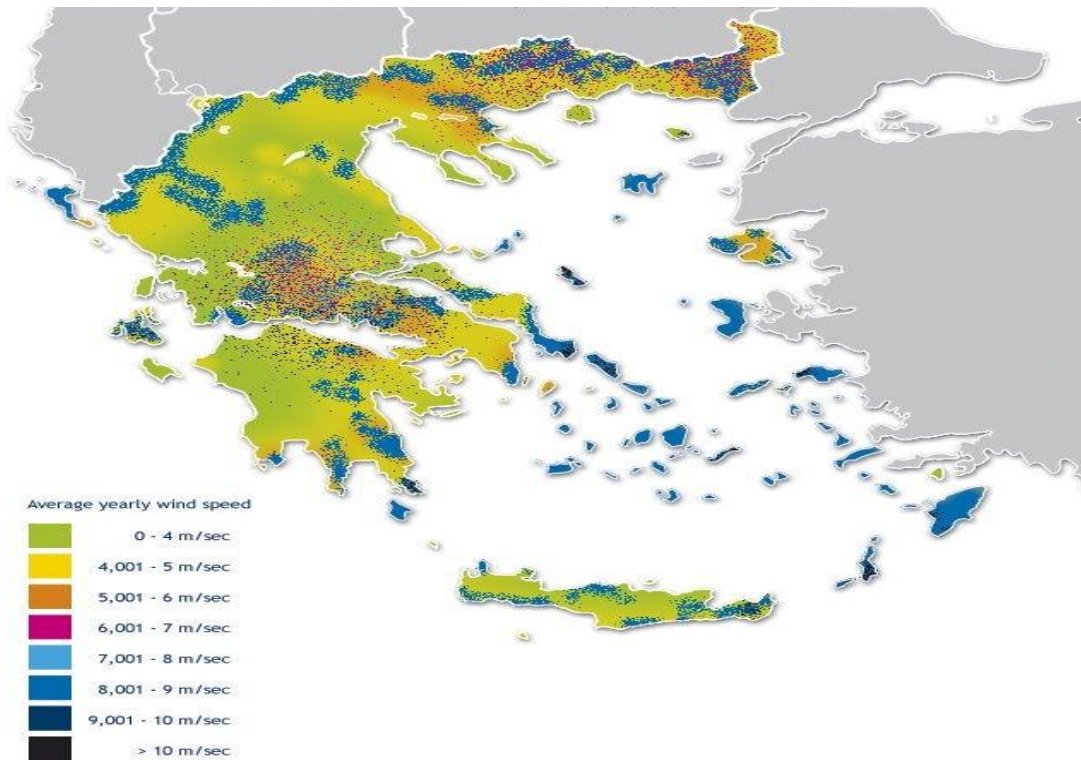 Average yearly wind speed
0 - 4 m/sec
4,001 - 5 m/sec
5,001 - 6 m/sec
6,001 - 7 m/sec
7,001 - 8 m/sec
8,001 - 9 m/sec
9,001 - 10 m/sec
> 10 m/sec